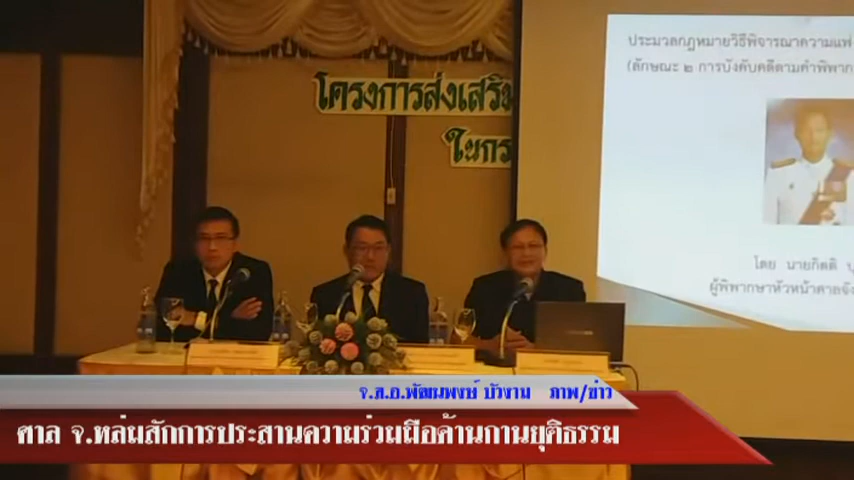 ประมวลกฎหมายวิธีพิจารณาความแพ่
(ลักษณะ ๒ การบังคับคดีตามคำพิพาก
โครงการส่งเสริม
ในกร
โดย นายกิตติ บุ
ผู้พิพากษาหัวหน้าศาลจัง
จ.ส.อ.พัฒนพงษ์ บัวงาม ภาพ/ข่าว
ศาล จ.หล่มสักการประสานความร่วมมือด้านกานยุติธรรม